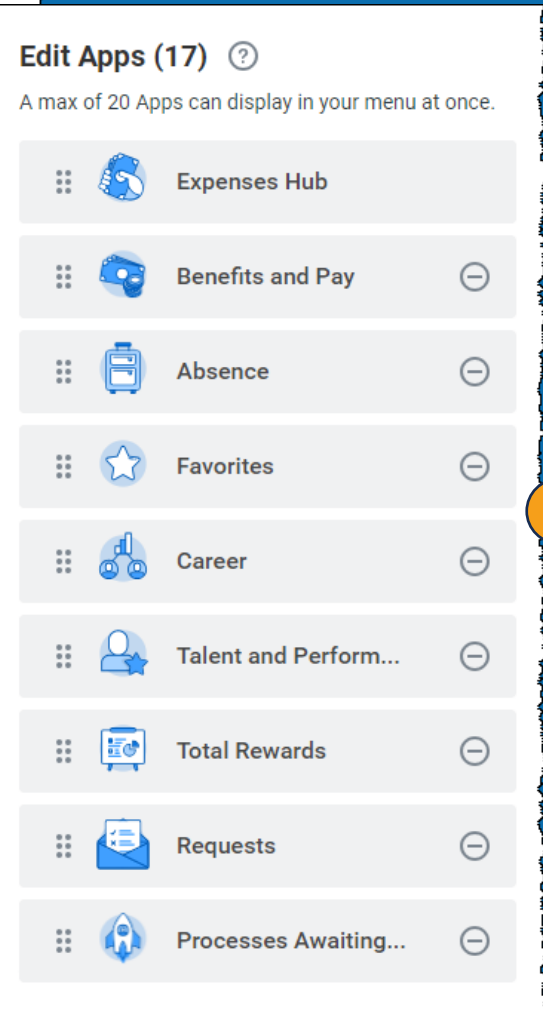 Edit Apps (17) ?
A max of 20 Apps can display in your menu at once.
Expenses Hub
Benefits and Pay
Absence
Favorites
Career
Talent and Perform...
Total Rewards
Requests
Processes Awaiting...